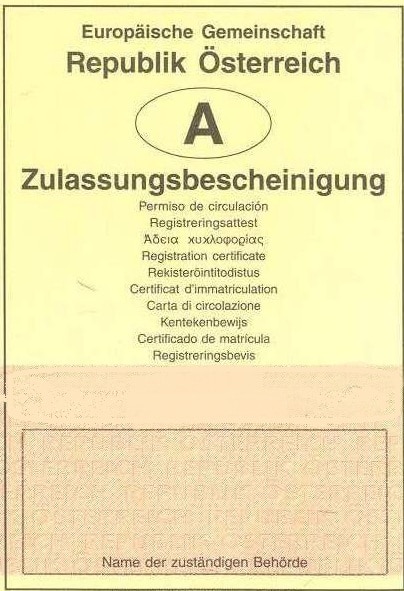 Europäische Gemeinschaft
Republik Österreich
A
Zulassungsbescheinigung
Permiso de circulación
Registreringsattest
Άδεια κυκλοφορίας
Registration certificate
Rekisteröintitodistus
Certificat d'immatriculation
Carta di circolazione
Kentekenbewijs
Certificado de matrícula
Registreringsbevis
Name der zuständigen Behörde